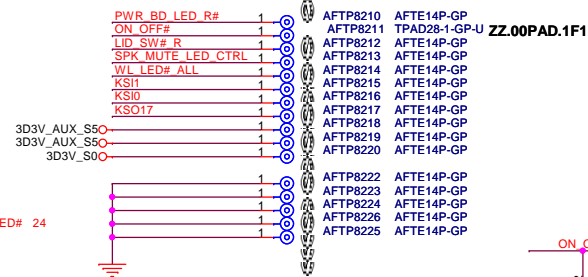 PWR_BD_LED_R# 1 AFTP8210 AFTE14P-GP
ON_OFF# 1 AFTP8211 TPAD28-1-GP-U ZZ.00PAD.1F1
LID_SW#_R 1 AFTP8212 AFTE14P-GP
SPK_MUTE_LED_CTRL 1 AFTP8213 AFTE14P-GP
WL_LED#_ALL 1 AFTP8214 AFTE14P-GP
KSI1 1 AFTP8215 AFTE14P-GP
KSI0 1 AFTP8216 AFTE14P-GP
KSO17 1 AFTP8217 AFTE14P-GP
3D3V_AUX_S5 1 AFTP8218 AFTE14P-GP
3D3V_AUX_S5 1 AFTP8219 AFTE14P-GP
3D3V_S0 1 AFTP8220 AFTE14P-GP
1 AFTP8222 AFTE14P-GP
1 AFTP8223 AFTE14P-GP
1 AFTP8224 AFTE14P-GP
ED# 24 1 AFTP8226 AFTE14P-GP
1 AFTP8225 AFTE14P-GP
ON_